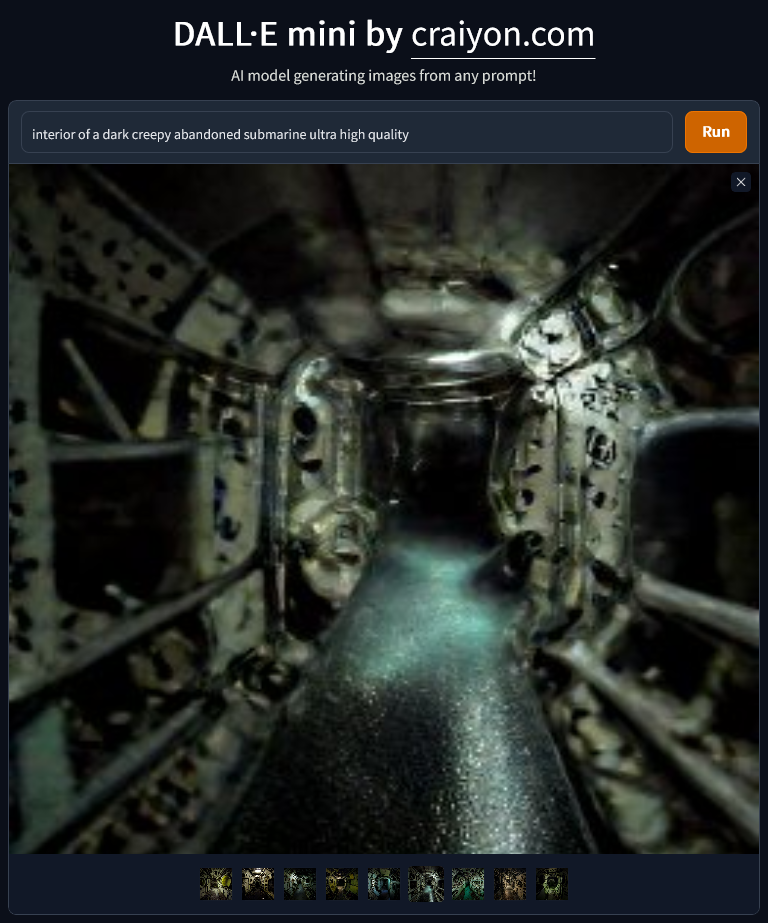 DALL·E mini by craiyon.com
AI model generating images from any prompt!
interior of a dark creepy abandoned submarine ultra high quality
Run